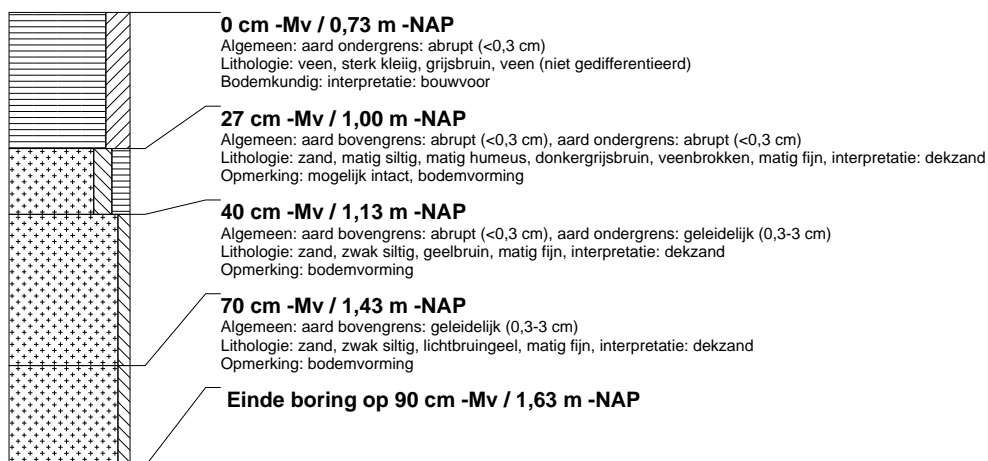 0 cm -Mv / 0,73 m -NAP
Algemeen: aard ondergrens: abrupt (<0,3 cm)
Lithologie: veen, sterk kleiig, grijsbruin, veen (niet gedifferentieerd)
Bodemkundig: interpretatie: bouwvoor
27 cm -Mv / 1,00 m -NAP
Algemeen: aard bovengrens: abrupt (<0,3 cm), aard ondergrens: abrupt (<0,3 cm)
Lithologie: zand, matig siltig, matig humeus, donkergrijsbruin, veenbrokken, matig fijn, interpretatie: dekzand
Opmerking: mogelijk intact, bodemvorming
40 cm -Mv / 1,13 m -NAP
Algemeen: aard bovengrens: abrupt (<0,3 cm), aard ondergrens: geleidelijk (0,3-3 cm)
Lithologie: zand, zwak siltig, geelbruin, matig fijn, interpretatie: dekzand
Opmerking: bodemvorming
70 cm -Mv / 1,43 m -NAP
Algemeen: aard bovengrens: geleidelijk (0,3-3 cm)
Lithologie: zand, zwak siltig, lichtbruingeel, matig fijn, interpretatie: dekzand
Opmerking: bodemvorming
Einde boring op 90 cm -Mv / 1,63 m -NAP